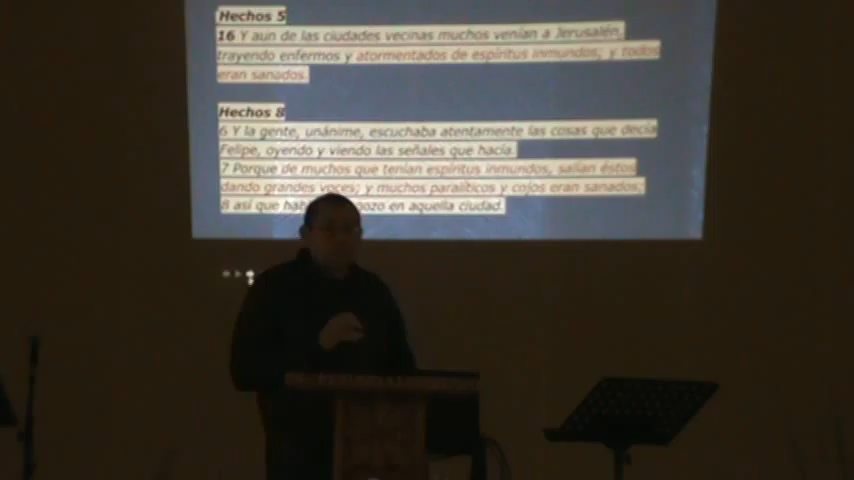 Hechos 5
16 Y aun de las ciudades vecinas muchos venían a Jerusalén,
trayendo enfermos y atormentados de espíritus inmundos; y todos
eran sanados.
Hechos 8
6 Y la gente, unánime, escuchaba atentamente las cosas que decía
Felipe, oyendo y viendo las señales que hacía.
7 Porque de muchos que tenían espíritus inmundos, salían éstos
dando grandes voces; y muchos paralíticos y cojos eran sanados;
8 así que gozo en aquella ciudad.